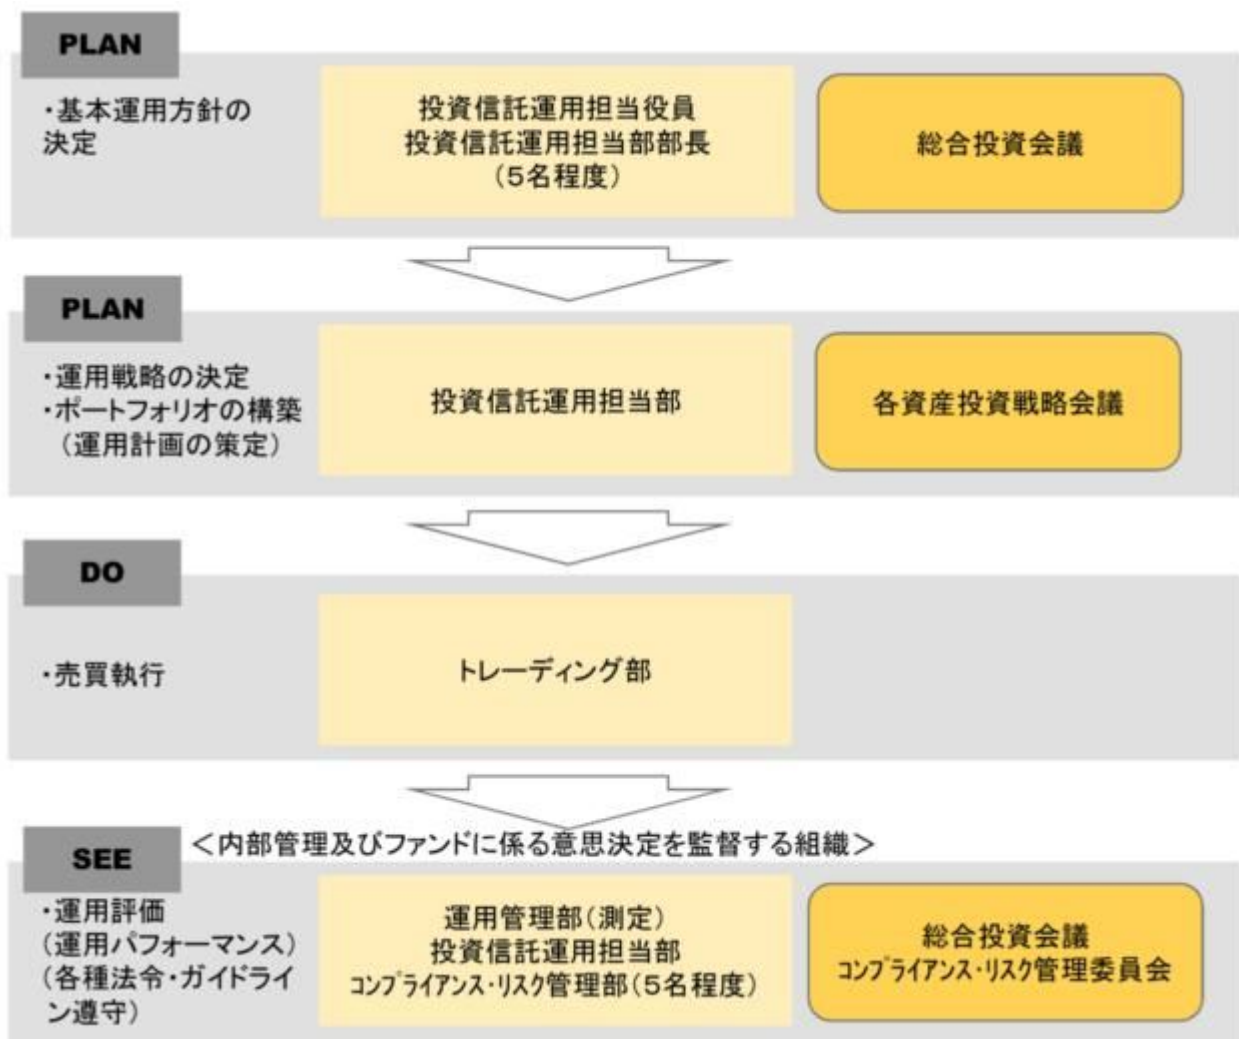 PLAN
・基本運用方針の
決定
投資信託運用担当役員
投資信託運用担当部部長
（５名程度）
総合投資会議
PLAN
・運用戦略の決定
・ポートフォリオの構築
（運用計画の策定）
投資信託運用担当部
各資産投資戦略会議
DO
・売買執行
トレーディング部
＜内部管理及びファンドに係る意思決定を監督する組織＞
SEE
・運用評価
（運用パフォーマンス）
（各種法令・ガイドライ
ン遵守）
運用管理部（測定）
投資信託運用担当部
ｺﾝﾌﾟﾗｲｱﾝｽ・ﾘｽｸ管理部（５名程度）
総合投資会議
ｺﾝﾌﾟﾗｲｱﾝｽ・ﾘｽｸ管理委員会